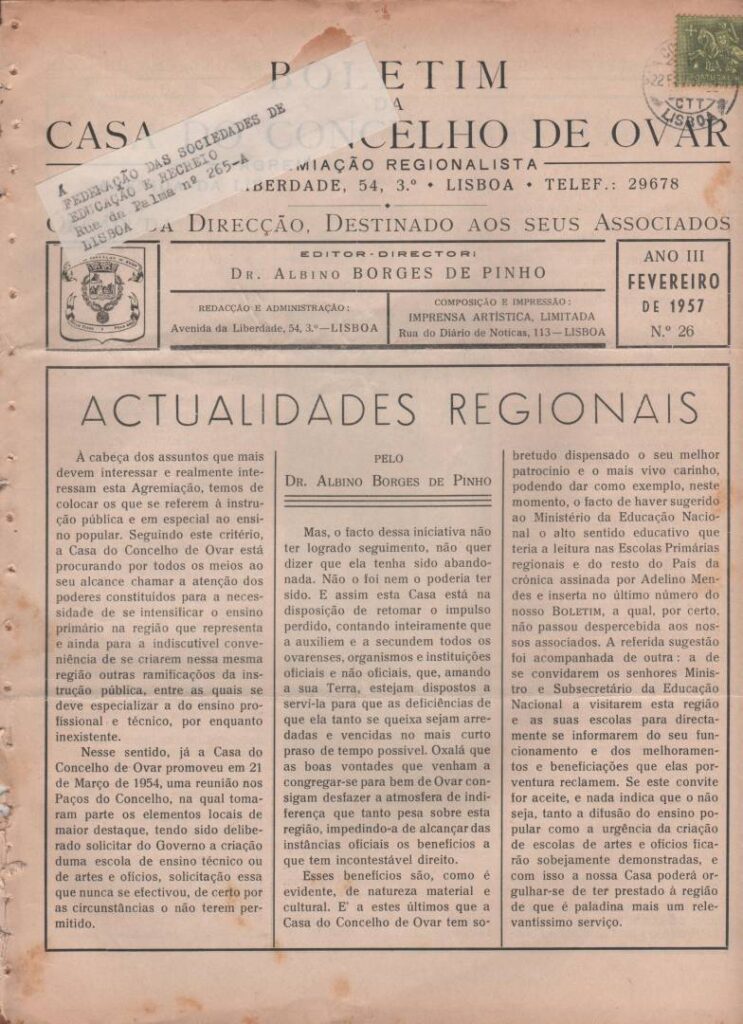 BOLETIM
DA
CASA DO CONCELHO DE OVAR
AGREMIAÇÃO REGIONALISTA
DA LIBERDADE, 54, 3.º • LISBOA • TELEF.: 29678
DA DIRECÇÃO, DESTINADO AOS SEUS ASSOCIADOS
A
FEDERAÇÃO DAS SOCIEDADES DE
EDUCAÇÃO E RECREIO
Rua da Palma nº 265-A
LISBOA
CTT
LISBOA
EDITOR-DIRECTOR:
DR. ALBINO BORGES DE PINHO
REDACÇÃO E ADMINISTRAÇÃO:
Avenida da Liberdade, 54, 3.º—LISBOA
COMPOSIÇÃO E IMPRESSÃO:
IMPRENSA ARTÍSTICA, LIMITADA
Rua do Diário de Notícas, 113—LISBOA
ANO III
FEVEREIRO
DE 1957
N.º 26
ACTUALIDADES REGIONAIS
À cabeça dos assuntos que mais
devem interessar e realmente inte-
ressam esta Agremiação, temos de
colocar os que se referem à instru-
ção pública e em especial ao ensi-
no popular. Seguindo este critério,
a Casa do Concelho de Ovar está
procurando por todos os meios ao
seu alcance chamar a atenção dos
poderes constituídos para a neces-
sidade de se intensificar o ensino
primário na região que representa
e ainda para a indiscutível conve-
niência de se criarem nessa mesma
região outras ramificações da ins-
trução pública, entre as quais se
deve especializar a do ensino pro-
fissional e técnico, por enquanto
inexistente.
Nesse sentido, já a Casa do
Concelho de Ovar promoveu em 21
de Março de 1954, uma reunião nos
Paços do Concelho, na qual toma-
ram parte os elementos locais de
maior destaque, tendo sido delibe-
rado solicitar do Governo a criação
duma escola de ensino técnico ou
de artes e ofícios, solicitação essa
que nunca se efectivou, de certo por
as circunstâncias o não terem per-
mitido.
PELO
DR. ALBINO BORGES DE PINHO
Mas, o facto dessa iniciativa não
ter logrado seguimento, não quer
dizer que ela tenha sido abando-
nada. Não o foi nem o poderia ter
sido. E assim esta Casa está na
disposição de retomar o impulso
perdido, contando inteiramente que
a auxiliem e a secundem todos os
ovarenses, organismos e instituições
oficiais e não oficiais, que, amando
a sua Terra, estejam dispostos a
servi-la para que as deficiências de
que ela tanto se queixa sejam arre-
dadas e vencidas no mais curto
praso de tempo possível. Oxalá que
as boas vontades que venham a
congregar-se para bem de Ovar con-
sigam desfazer a atmosfera de indi-
ferença que tanto pesa sobre esta
região, impedindo-a de alcançar das
instâncias oficiais os benefícios a
que tem incontestável direito.
Esses benefícios são, como é
evidente, de natureza material e
cultural. E' a estes últimos que a
Casa do Concelho de Ovar tem so-
bretudo dispensado o seu melhor
patrocínio e o mais vivo carinho,
podendo dar como exemplo, neste
momento, o facto de haver sugerido
ao Ministério da Educação Nacio-
nal o alto sentido educativo que
teria a leitura nas Escolas Primárias
regionais e do resto do País da
crónica assinada por Adelino Men-
des e inserta no último número do
nosso BOLETIM, a qual, por certo,
não passou despercebida aos nos-
sos associados. A referida sugestão
foi acompanhada de outra: a de
se convidarem os senhores Minis-
tro e Subsecretário da Educação
Nacional a visitarem esta região
e as suas escolas para directa-
mente se informarem do seu fun-
cionamento e dos melhoramen-
tos e beneficiações que elas por-
ventura reclamem. Se este convite
for aceite, e nada indica que o não
seja, tanto a difusão do ensino po-
pular como a urgência da criação
de escolas de artes e ofícios fica-
rão sobejamente demonstradas, e
com isso a nossa Casa poderá or-
gulhar-se de ter prestado à região
de que é paladina mais um rele-
vantíssimo serviço.